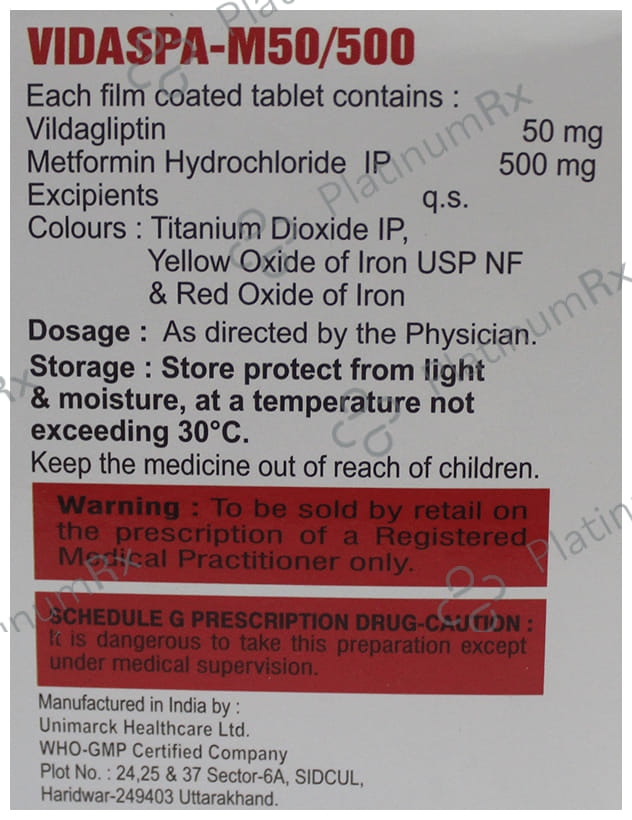 VIDASPA-M50/500
Each film coated tablet contains :
Vildagliptin 50 mg
Metformin Hydrochloride IP 500 mg
Excipients q.s.
Colours : Titanium Dioxide IP,
Yellow Oxide of Iron USP NF
& Red Oxide of Iron
Dosage : As directed by the Physician.
Storage : Store protect from light
& moisture, at a temperature not
exceeding 30°C.
Keep the medicine out of reach of children.
Warning : To be sold by retail on
the prescription of a Registered
Medical Practitioner only.
SCHEDULE G PRESCRIPTION DRUG-CAUTION :
It is dangerous to take this preparation except
under medical supervision.
Manufactured in India by :
Unimarck Healthcare Ltd.
WHO-GMP Certified Company
Plot No. : 24,25 & 37 Sector-6A, SIDCUL,
Haridwar-249403 Uttarakhand.
PlatinumRx
PlatinumRx
Rx
Platin
inumRx